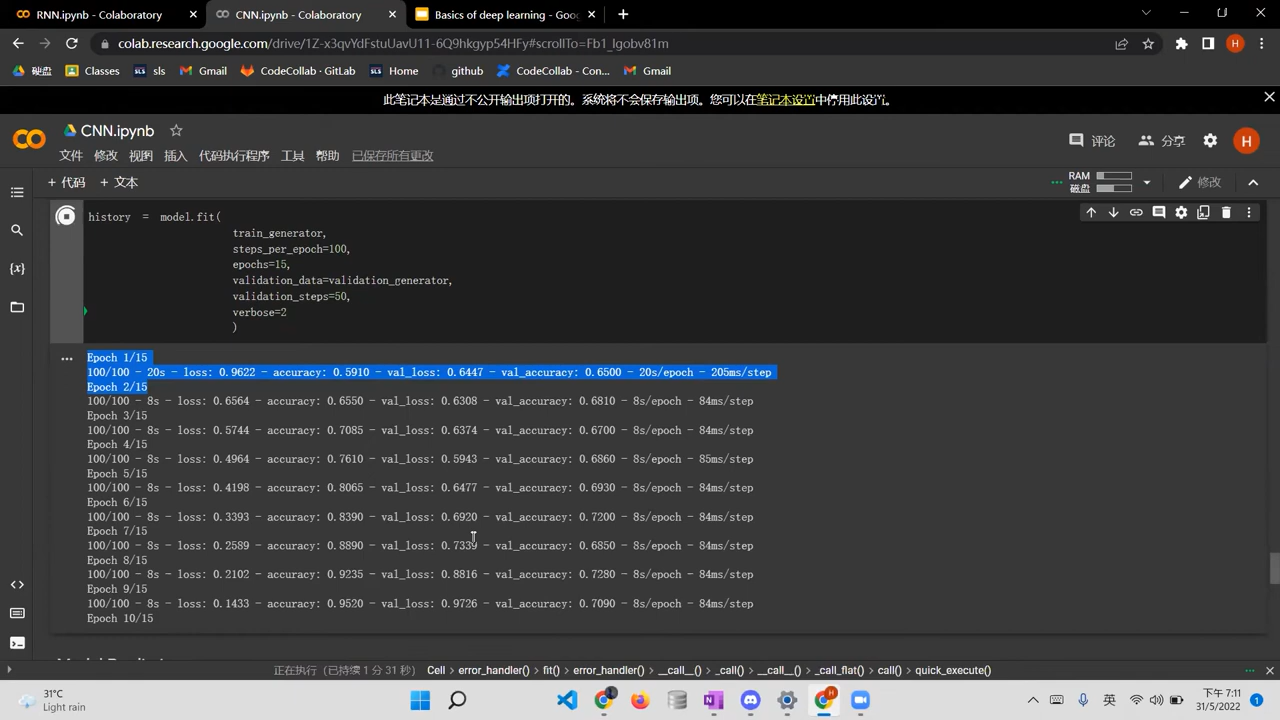 RNN.ipynb - Colaboratory
CNN.ipynb - Colaboratory
Basics of deep learning - Goo
colab.research.google.com/drive/1Z-x3qvYdFstuUavU11-6Q9hkgyp54HFy#scrollTo=Fb1_lgobv81m
H
硬盘
Classes
sls
Gmail
CodeCollab · GitLab
SLS Home
github
CodeCollab - Con...
Gmail
此笔记本是通过不公开输出项打开的。系统将不会保存输出项。您可以在笔记本设置中停用此设置。
CNN.ipynb
评论
分享
H
文件 修改 视图 插入 代码执行程序 工具 帮助 已保存所有更改
+ 代码 + 文本
RAM
磁盘
修改
history = model.fit(
train_generator,
steps_per_epoch=100,
epochs=15,
validation_data=validation_generator,
validation_steps=50,
verbose=2
)
Epoch 1/15
100/100 - 20s - loss: 0.9622 - accuracy: 0.5910 - val_loss: 0.6447 - val_accuracy: 0.6500 - 20s/epoch - 205ms/step
Epoch 2/15
100/100 - 8s - loss: 0.6564 - accuracy: 0.6550 - val_loss: 0.6308 - val_accuracy: 0.6810 - 8s/epoch - 84ms/step
Epoch 3/15
100/100 - 8s - loss: 0.5744 - accuracy: 0.7085 - val_loss: 0.6374 - val_accuracy: 0.6700 - 8s/epoch - 84ms/step
Epoch 4/15
100/100 - 8s - loss: 0.4964 - accuracy: 0.7610 - val_loss: 0.5943 - val_accuracy: 0.6860 - 8s/epoch - 85ms/step
Epoch 5/15
100/100 - 8s - loss: 0.4198 - accuracy: 0.8065 - val_loss: 0.6477 - val_accuracy: 0.6930 - 8s/epoch - 84ms/step
Epoch 6/15
100/100 - 8s - loss: 0.3393 - accuracy: 0.8390 - val_loss: 0.6920 - val_accuracy: 0.7200 - 8s/epoch - 84ms/step
Epoch 7/15
100/100 - 8s - loss: 0.2589 - accuracy: 0.8890 - val_loss: 0.7339 - val_accuracy: 0.6850 - 8s/epoch - 84ms/step
Epoch 8/15
100/100 - 8s - loss: 0.2102 - accuracy: 0.9235 - val_loss: 0.8816 - val_accuracy: 0.7280 - 8s/epoch - 84ms/step
Epoch 9/15
100/100 - 8s - loss: 0.1433 - accuracy: 0.9520 - val_loss: 0.9726 - val_accuracy: 0.7090 - 8s/epoch - 84ms/step
Epoch 10/15
正在执行 (已持续 1 分 31 秒) Cell > error_handler() > fit() > error_handler() > __call__() > _call() > __call__() > _call_flat() > call() > quick_execute()
31°C
Light rain
英
下午 7:11
31/5/2022
1